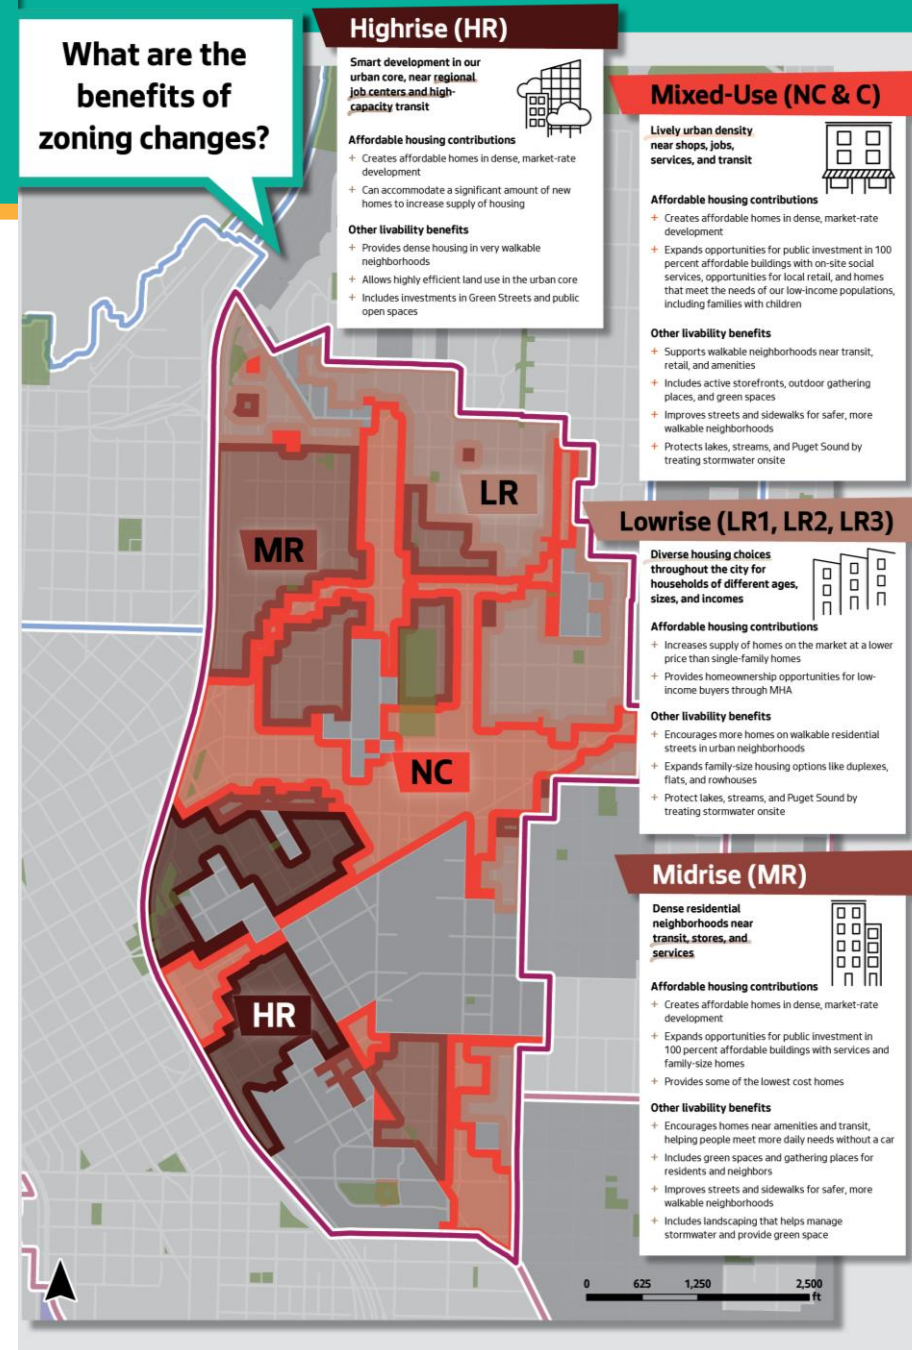 What are the
benefits of
zoning changes?
Highrise (HR)
Smart development in our
urban core, near regional
job centers and high-
capacity transit
Affordable housing contributions
+ Creates affordable homes in dense, market-rate
development
+ Can accommodate a significant amount of new
homes to increase supply of housing
Other livability benefits
+ Provides dense housing in very walkable
neighborhoods
+ Allows highly efficient land use in the urban core
+ Includes investments in Green Streets and public
open spaces
Mixed-Use (NC & C)
Lively urban density
near shops, jobs,
services, and transit
Affordable housing contributions
+ Creates affordable homes in dense, market-rate
development
+ Expands opportunities for public investment in 100
percent affordable buildings with on-site social
services, opportunities for local retail, and homes
that meet the needs of our low-income populations,
including families with children
Other livability benefits
+ Supports walkable neighborhoods near transit,
retail, and amenities
+ Includes active storefronts, outdoor gathering
places, and green spaces
+ Improves streets and sidewalks for safer, more
walkable neighborhoods
+ Protects lakes, streams, and Puget Sound by
treating stormwater onsite
Lowrise (LR1, LR2, LR3)
Diverse housing choices
throughout the city for
households of different ages,
sizes, and incomes
Affordable housing contributions
+ Increases supply of homes on the market at a lower
price than single-family homes
+ Provides homeownership opportunities for low-
income buyers through MHA
Other livability benefits
+ Encourages more homes on walkable residential
streets in urban neighborhoods
+ Expands family-size housing options like duplexes,
flats, and rowhouses
+ Protect lakes, streams, and Puget Sound by
treating stormwater onsite
Midrise (MR)
Dense residential
neighborhoods near
transit, stores, and
services
Affordable housing contributions
+ Creates affordable homes in dense, market-rate
development
+ Expands opportunities for public investment in
100 percent affordable buildings with services and
family-size homes
+ Provides some of the lowest cost homes
Other livability benefits
+ Encourages homes near amenities and transit,
helping people meet more daily needs without a car
+ Includes green spaces and gathering places for
residents and neighbors
+ Improves streets and sidewalks for safer, more
walkable neighborhoods
+ Includes landscaping that helps manage
stormwater and provide green space
LR
MR
NC
HR
0 625 1,250 2,500
ft